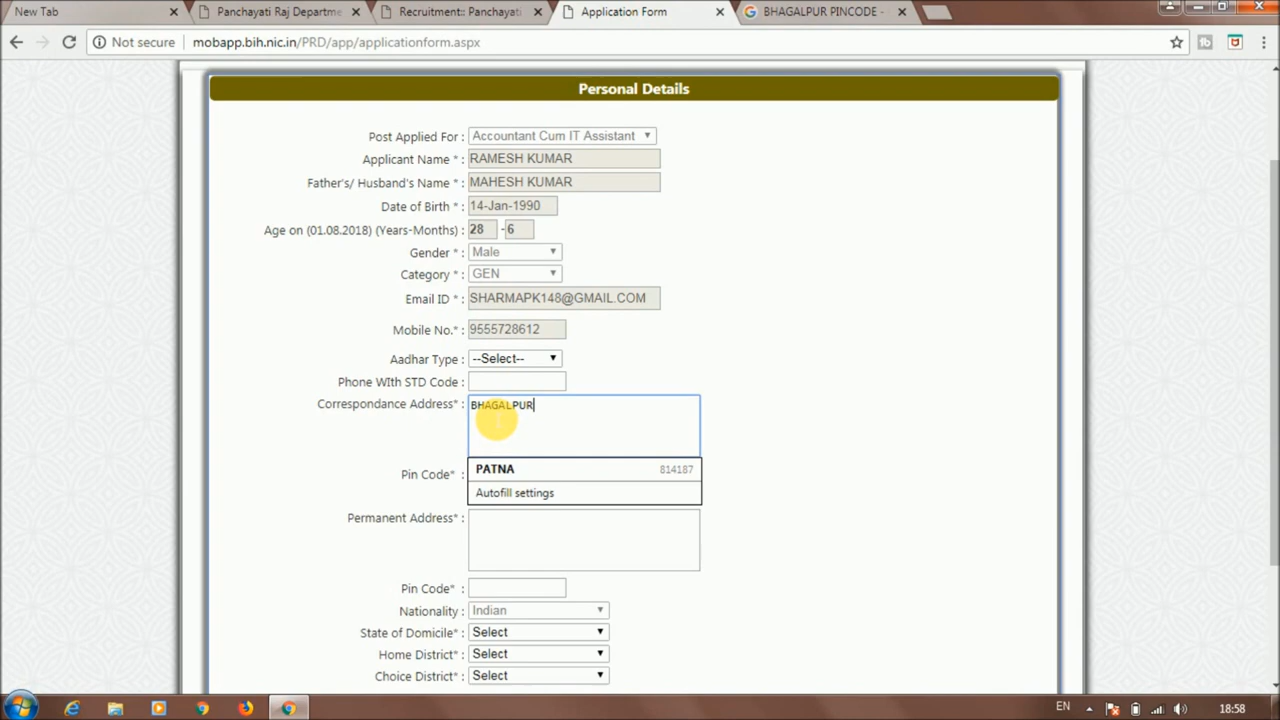 New Tab
Panchayati Raj Departme
Recruitment:: Panchayati
Application Form
BHAGALPUR PINCODE -
Not secure
mobapp.bih.nic.in/PRD/app/applicationform.aspx
Personal Details
Post Applied For : Accountant Cum IT Assistant
Applicant Name * : RAMESH KUMAR
Father's/ Husband's Name * : MAHESH KUMAR
Date of Birth * : 14-Jan-1990
Age on (01.08.2018) (Years-Months) : 28 - 6
Gender * : Male
Category * : GEN
Email ID * : SHARMAPK148@GMAIL.COM
Mobile No.* : 9555728612
Aadhar Type : --Select--
Phone WIth STD Code :
Correspondance Address* : BHAGALPUR
PATNA 814187
Pin Code* :
Autofill settings
Permanent Address* :
Pin Code* :
Nationality : Indian
State of Domicile* : Select
Home District* : Select
Choice District* : Select
EN
18:58